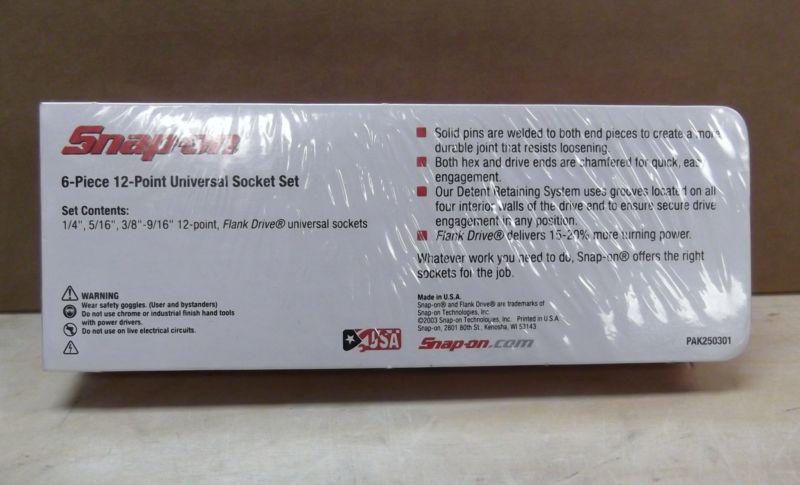 Snap-on
6-Piece 12-Point Universal Socket Set
Set Contents:
1/4", 5/16", 3/8"-9/16" 12-point, Flank Drive® universal sockets
WARNING
Wear safety goggles. (User and bystanders)
Do not use chrome or industrial finish hand tools
with power drivers.
Do not use on live electrical circuits.
USA
Solid pins are welded to both end pieces to create a more
durable joint that resists loosening.
Both hex and drive ends are chamfered for quick, easy
engagement.
Our Detent Retaining System uses grooves located on all
four interior walls of the drive end to ensure secure drive
engagement in any position.
Flank Drive® delivers 15-20% more turning power.
Whatever work you need to do, Snap-on® offers the right
sockets for the job.
Made in U.S.A.
Snap-on® and Flank Drive® are trademarks of
Snap-on Technologies, Inc.
©2003 Snap-on Technologies, Inc. Printed in U.S.A.
Snap-on, 2801 80th St., Kenosha, WI 53143
Snap-on.com
PAK250301